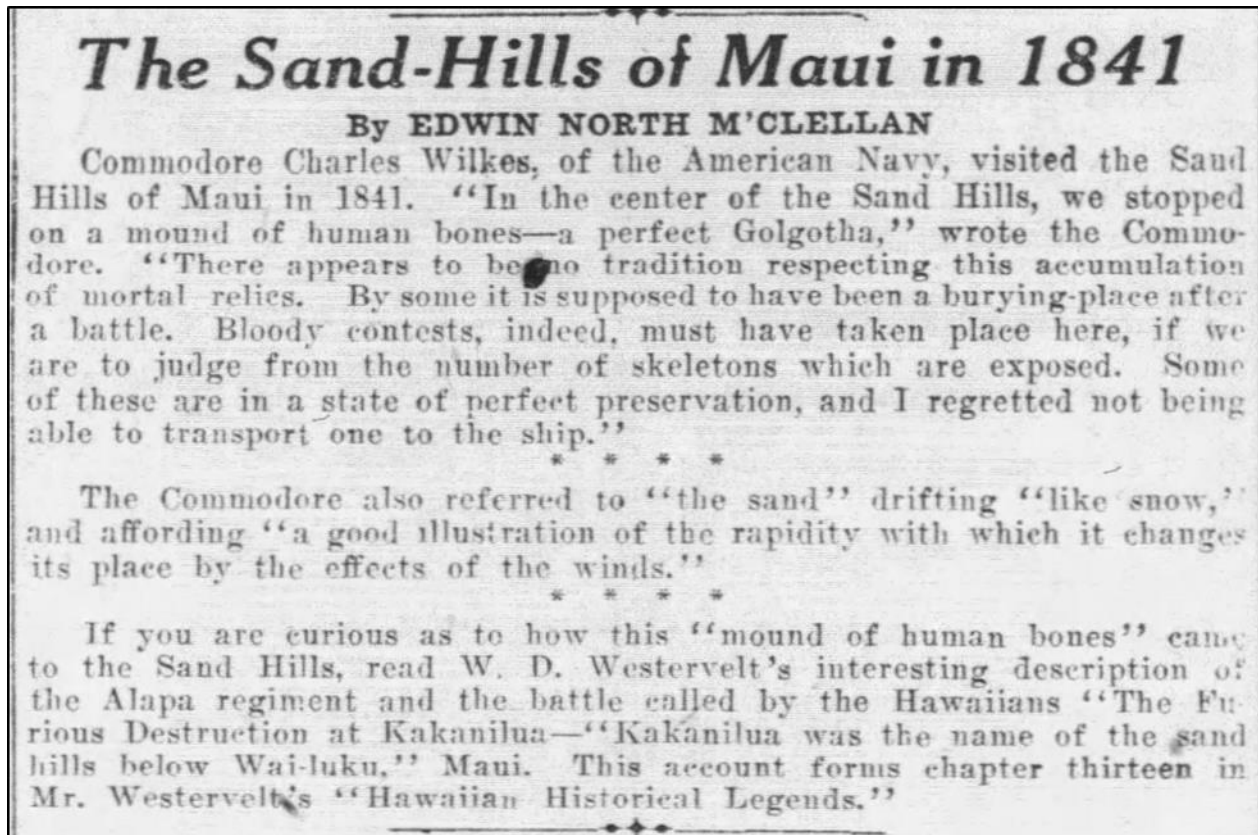 The Sand-Hills of Maui in 1841
By EDWIN NORTH M'CLELLAN
Commodore Charles Wilkes, of the American Navy, visited the Sand
Hills of Maui in 1841. "In the center of the Sand Hills, we stopped
on a mound of human bones—a perfect Golgotha," wrote the Commo-
dore. "There appears to be no tradition respecting this accumulation
of mortal relics. By some it is supposed to have been a burying-place after
a battle. Bloody contests, indeed, must have taken place here, if we
are to judge from the number of skeletons which are exposed. Some
of these are in a state of perfect preservation, and I regretted not being
able to transport one to the ship."
* * * *
The Commodore also referred to "the sand" drifting "like snow,"
and affording "a good illustration of the rapidity with which it changes
its place by the effects of the winds."
* * * *
If you are curious as to how this "mound of human bones" came
to the Sand Hills, read W. D. Westervelt's interesting description of
the Alapa regiment and the battle called by the Hawaiians "The Fu-
rious Destruction at Kakanilua—"Kakanilua was the name of the sand
hills below Wai-luku," Maui. This account forms chapter thirteen in
Mr. Westervelt's "Hawaiian Historical Legends."